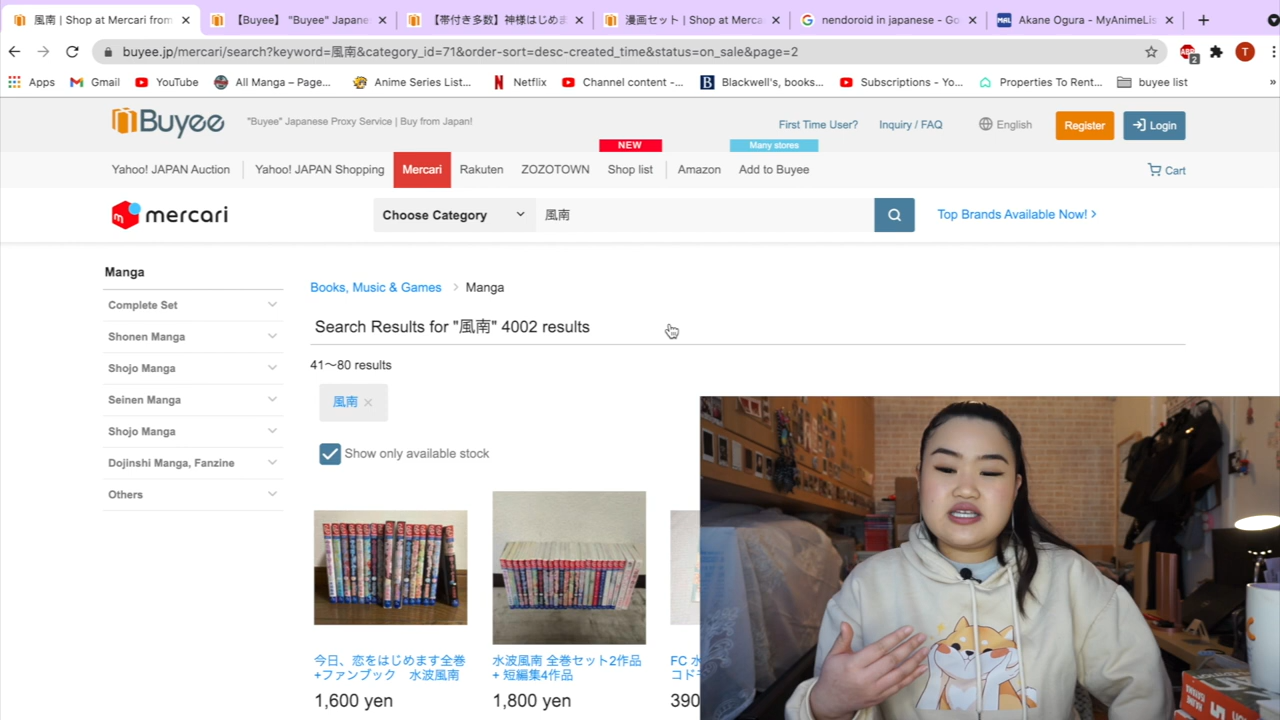 風南 | Shop at Mercari from
【Buyee】 "Buyee" Japane
【帯付き多数】神様はじめま
漫画セット | Shop at Merca
nendoroid in japanese - Go
MAL Akane Ogura - MyAnimeLis
buyee.jp/mercari/search?keyword=風南&category_id=71&order-sort=desc-created_time&status=on_sale&page=2
ABP 2
T
Apps
Gmail
YouTube
All Manga – Page...
Anime Series List...
Netflix
Channel content -...
Blackwell's, books...
Subscriptions - Yo...
Properties To Rent...
buyee list
»
Buyee
"Buyee" Japanese Proxy Service | Buy from Japan!
First Time User?
Inquiry / FAQ
English
Register
Login
NEW
Many stores
Yahoo! JAPAN Auction
Yahoo! JAPAN Shopping
Mercari
Rakuten
ZOZOTOWN
Shop list
Amazon
Add to Buyee
Cart
mercari
Choose Category
風南
Top Brands Available Now! >
Manga
Complete Set
Shonen Manga
Shojo Manga
Seinen Manga
Shojo Manga
Dojinshi Manga, Fanzine
Others
Books, Music & Games > Manga
Search Results for "風南" 4002 results
41～80 results
風南 ×
Show only available stock
今日、恋をはじめます全巻
+ファンブック 水波風南
1,600 yen
水波風南 全巻セット2作品
+ 短編集4作品
1,800 yen
FC 水
コドモ
390